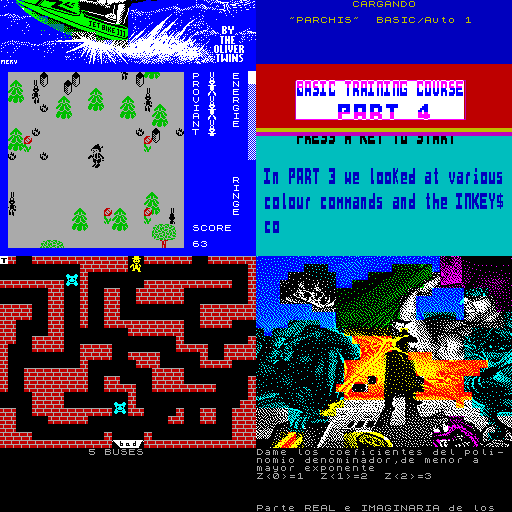 BY
THE
OLIVER
TWINS
MERV
PROVIANT
ENERGIE
RINGE
SCORE
63
CARGANDO
"PARCHIS" BASIC/Auto 1
BASIC TRAINING COURSE
PART 4
PRESS A KEY TO START
In PART 3 we looked at various
colour commands and the INKEY$
co
T
bad
5 BUSES
Dame los coeficientes del poli-
nomio denominador,de menor a
mayor exponente
Z<0>=1 Z<1>=2 Z<2>=3
Parte REAL e IMAGINARIA de los